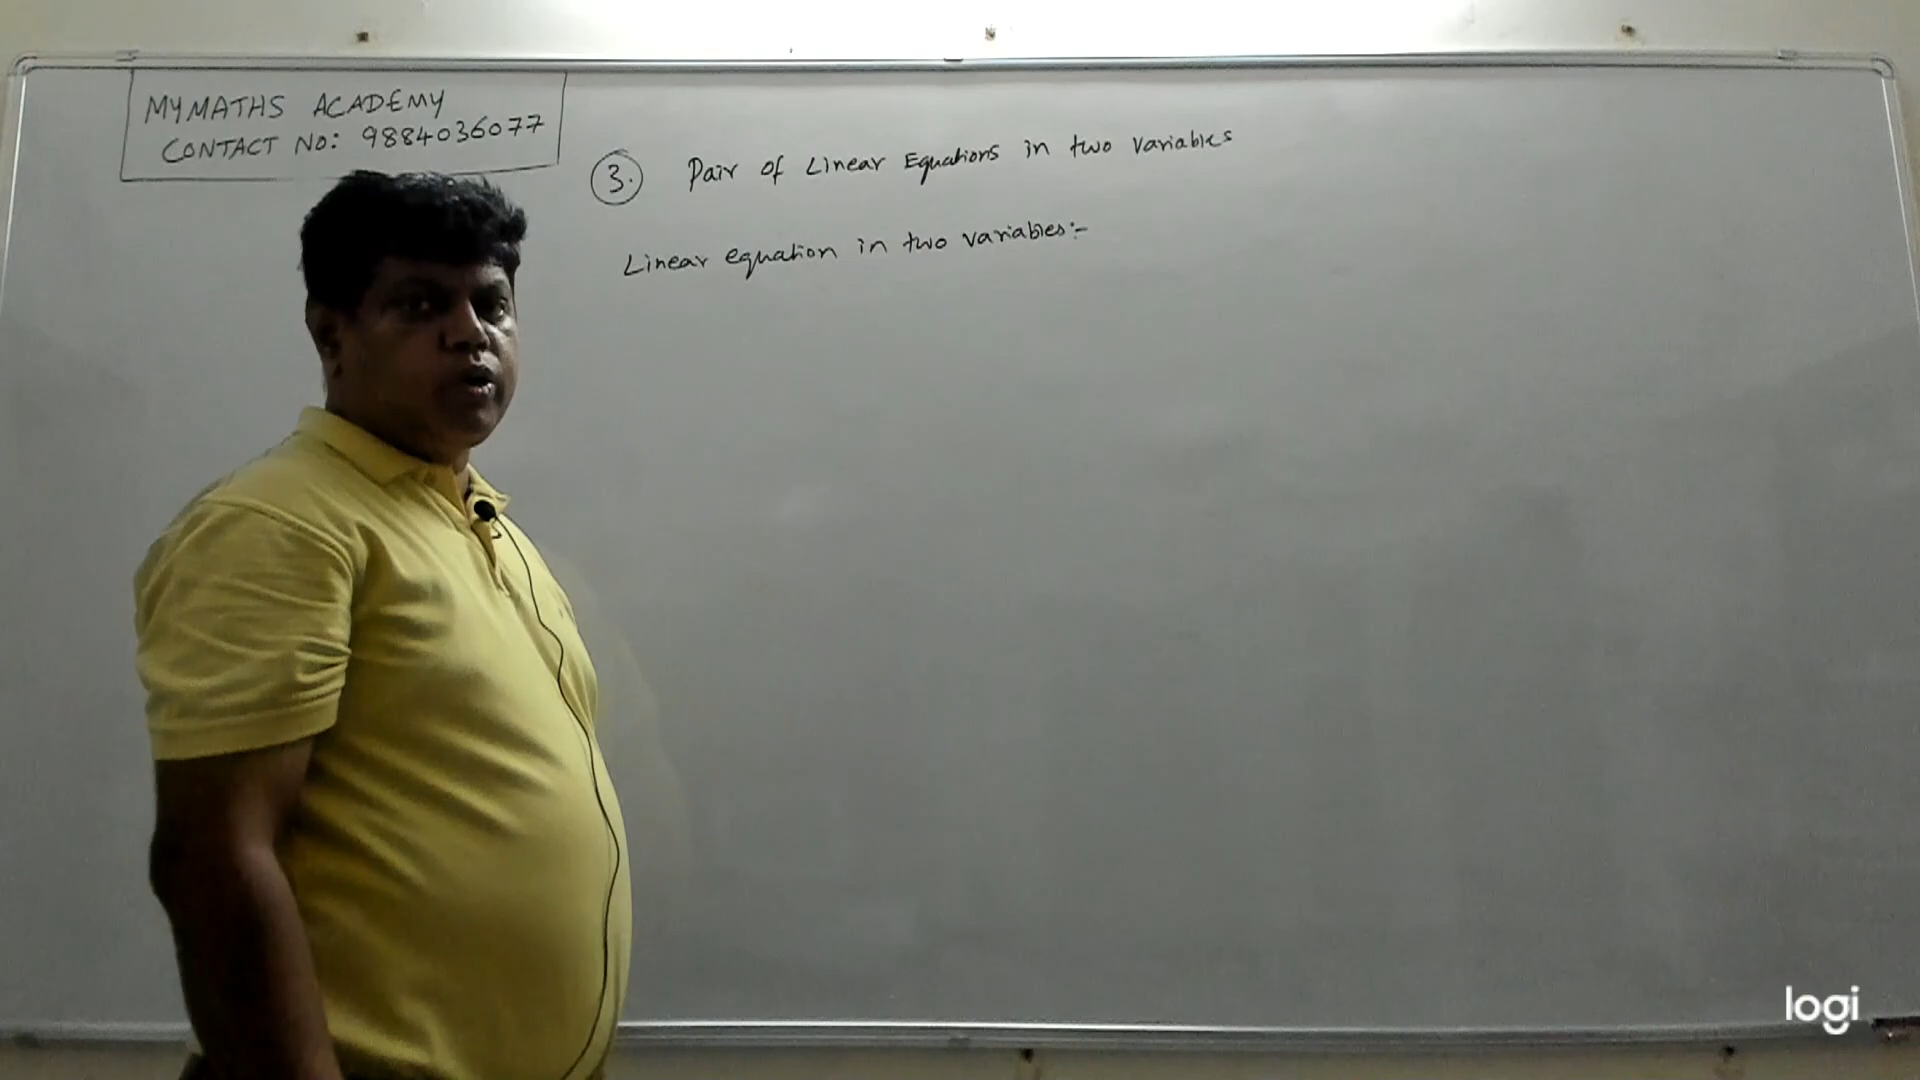 MYMATHS ACADEMY
CONTACT NO: 9884036077
3. Pair of Linear Equations in two variables
Linear equation in two variables:-
logi